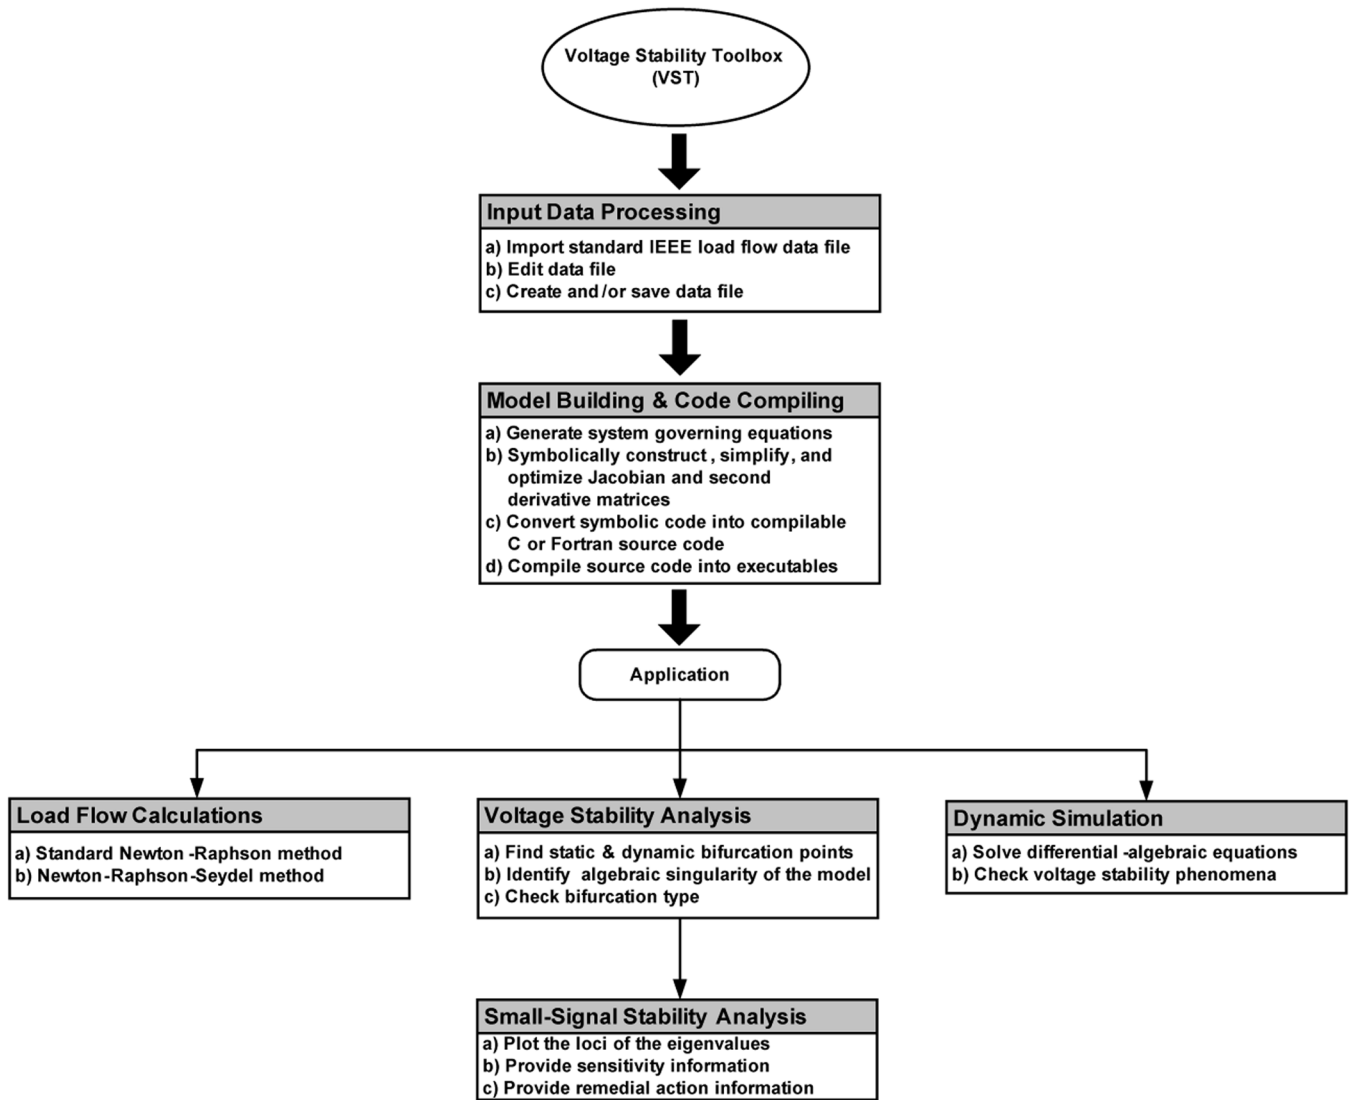 Voltage Stability Toolbox
(VST)
Input Data Processing
a) Import standard IEEE load flow data file
b) Edit data file
c) Create and/or save data file
Model Building & Code Compiling
a) Generate system governing equations
b) Symbolically construct, simplify, and
optimize Jacobian and second
derivative matrices
c) Convert symbolic code into compilable
C or Fortran source code
d) Compile source code into executables
Application
Load Flow Calculations
a) Standard Newton-Raphson method
b) Newton-Raphson-Seydel method
Voltage Stability Analysis
a) Find static & dynamic bifurcation points
b) Identify algebraic singularity of the model
c) Check bifurcation type
Dynamic Simulation
a) Solve differential-algebraic equations
b) Check voltage stability phenomena
Small-Signal Stability Analysis
a) Plot the loci of the eigenvalues
b) Provide sensitivity information
c) Provide remedial action information